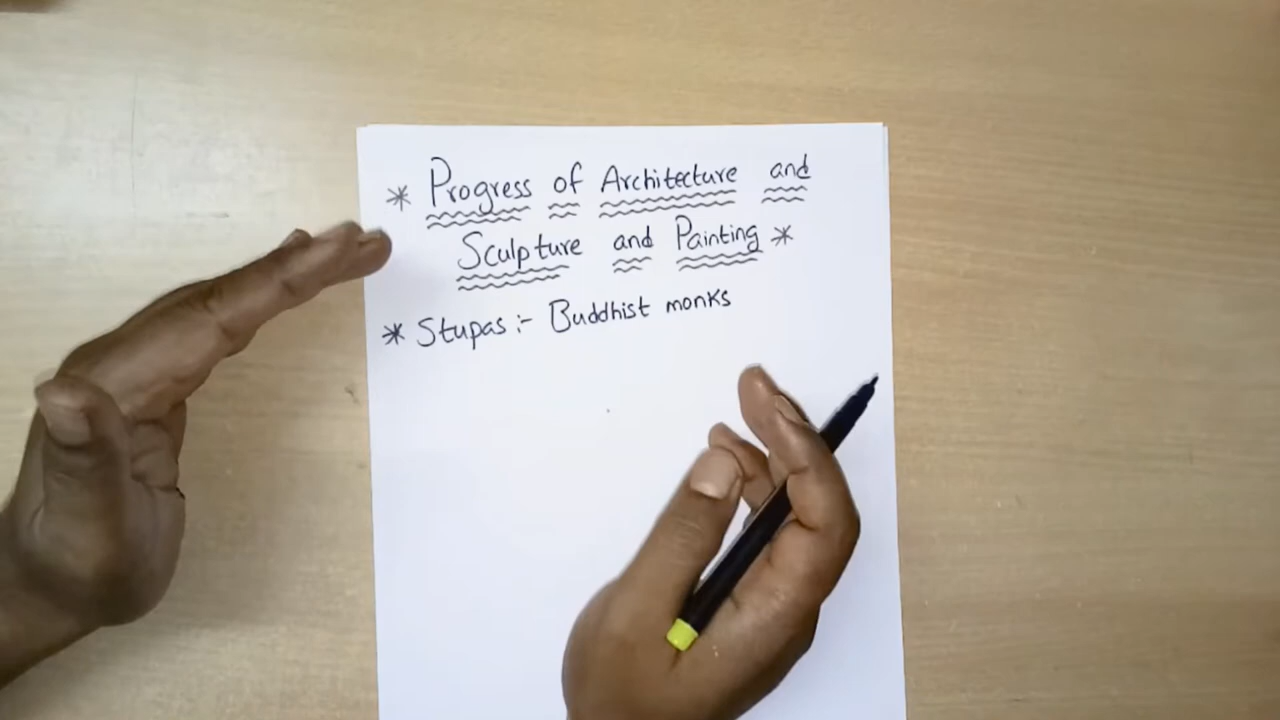 * Progress of Architecture and
Sculpture and Painting *
* Stupas :- Buddhist monks